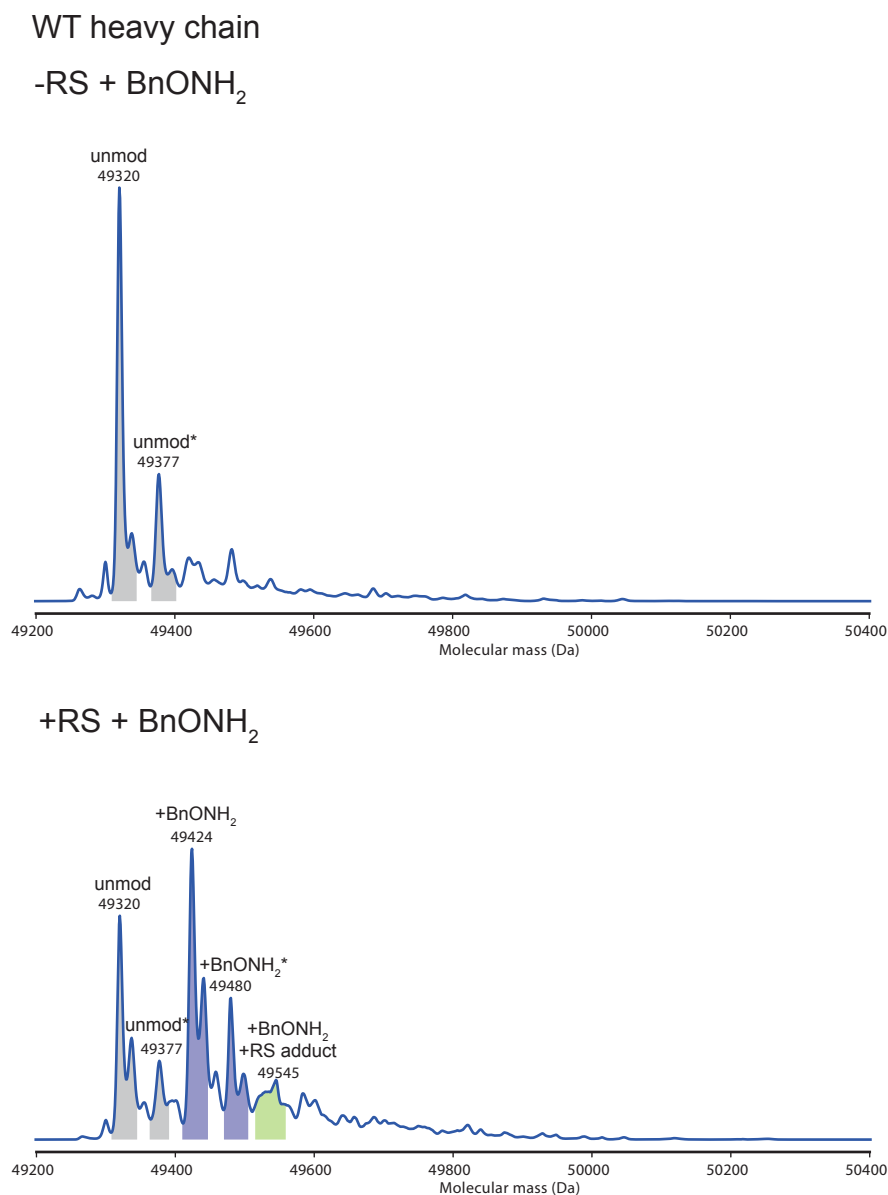 WT heavy chain
-RS + BnONH₂
unmod
49320
unmod*
49377
49200 49400 49600 49800 50000 50200 50400
Molecular mass (Da)
+RS + BnONH₂
+BnONH₂
49424
unmod
49320
+BnONH₂*
49480
unmod*
49377
+BnONH₂
+RS adduct
49545
49200 49400 49600 49800 50000 50200 50400
Molecular mass (Da)